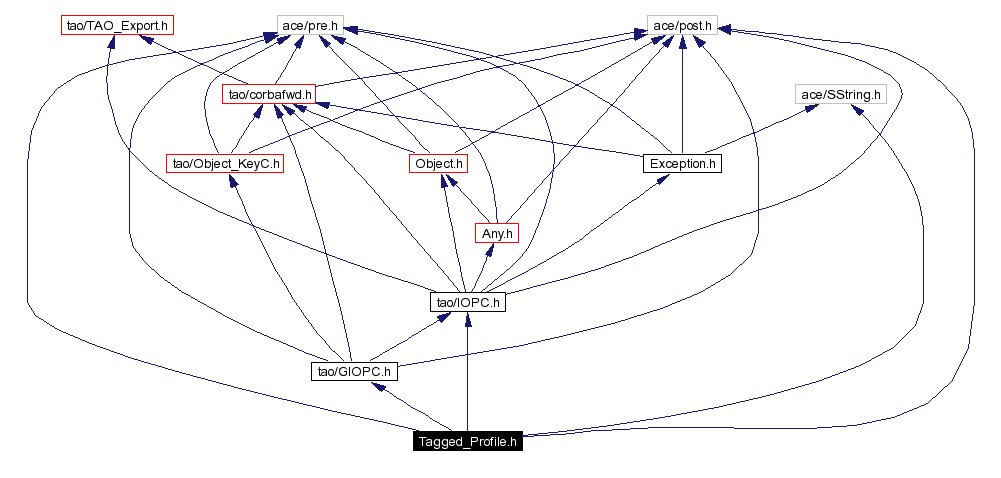 tao/TAO_Export.h
ace/pre.h
ace/post.h
tao/corbafwd.h
ace/SString.h
tao/Object_KeyC.h
Object.h
Exception.h
Any.h
tao/IOPC.h
tao/GIOPC.h
Tagged_Profile.h